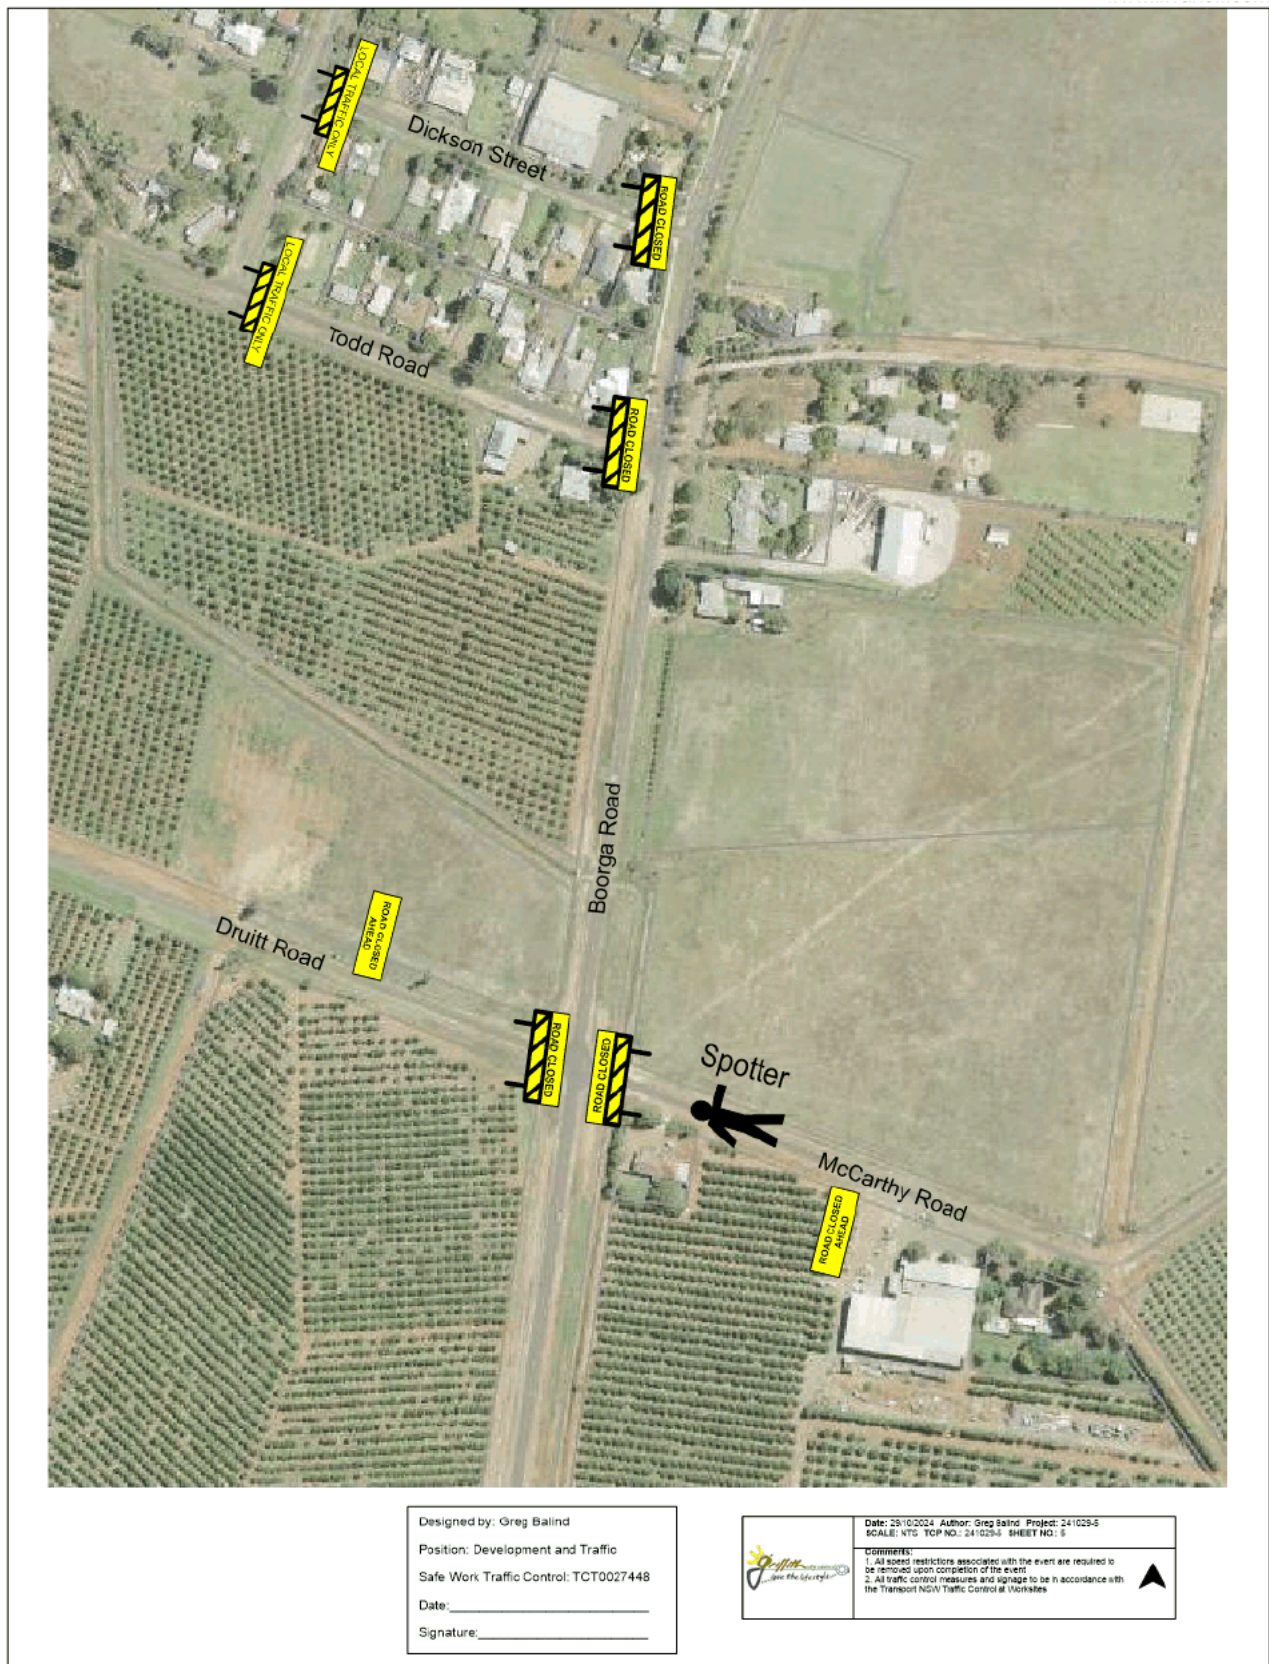 LOCAL TRAFFIC ONLY
Dickson Street
ROAD CLOSED
LOCAL TRAFFIC ONLY
Todd Road
ROAD CLOSED
Boorga Road
ROAD CLOSED
AHEAD
Druitt Road
ROAD CLOSED
ROAD CLOSED
Spotter
McCarthy Road
ROAD CLOSED
AHEAD
Designed by: Greg Balind
Position: Development and Traffic
Safe Work Traffic Control: TCT0027448
Date:
Signature:
Griffith
love the lifestyle
Date: 29/10/2024 Author: Greg Balind Project: 241029-5
SCALE: NTS TCP NO.: 241029-5 SHEET NO.: 5
Comments:
1. All speed restrictions associated with the event are required to
be removed upon completion of the event
2. All traffic control measures and signage to be in accordance with
the Transport NSW Traffic Control at Worksites